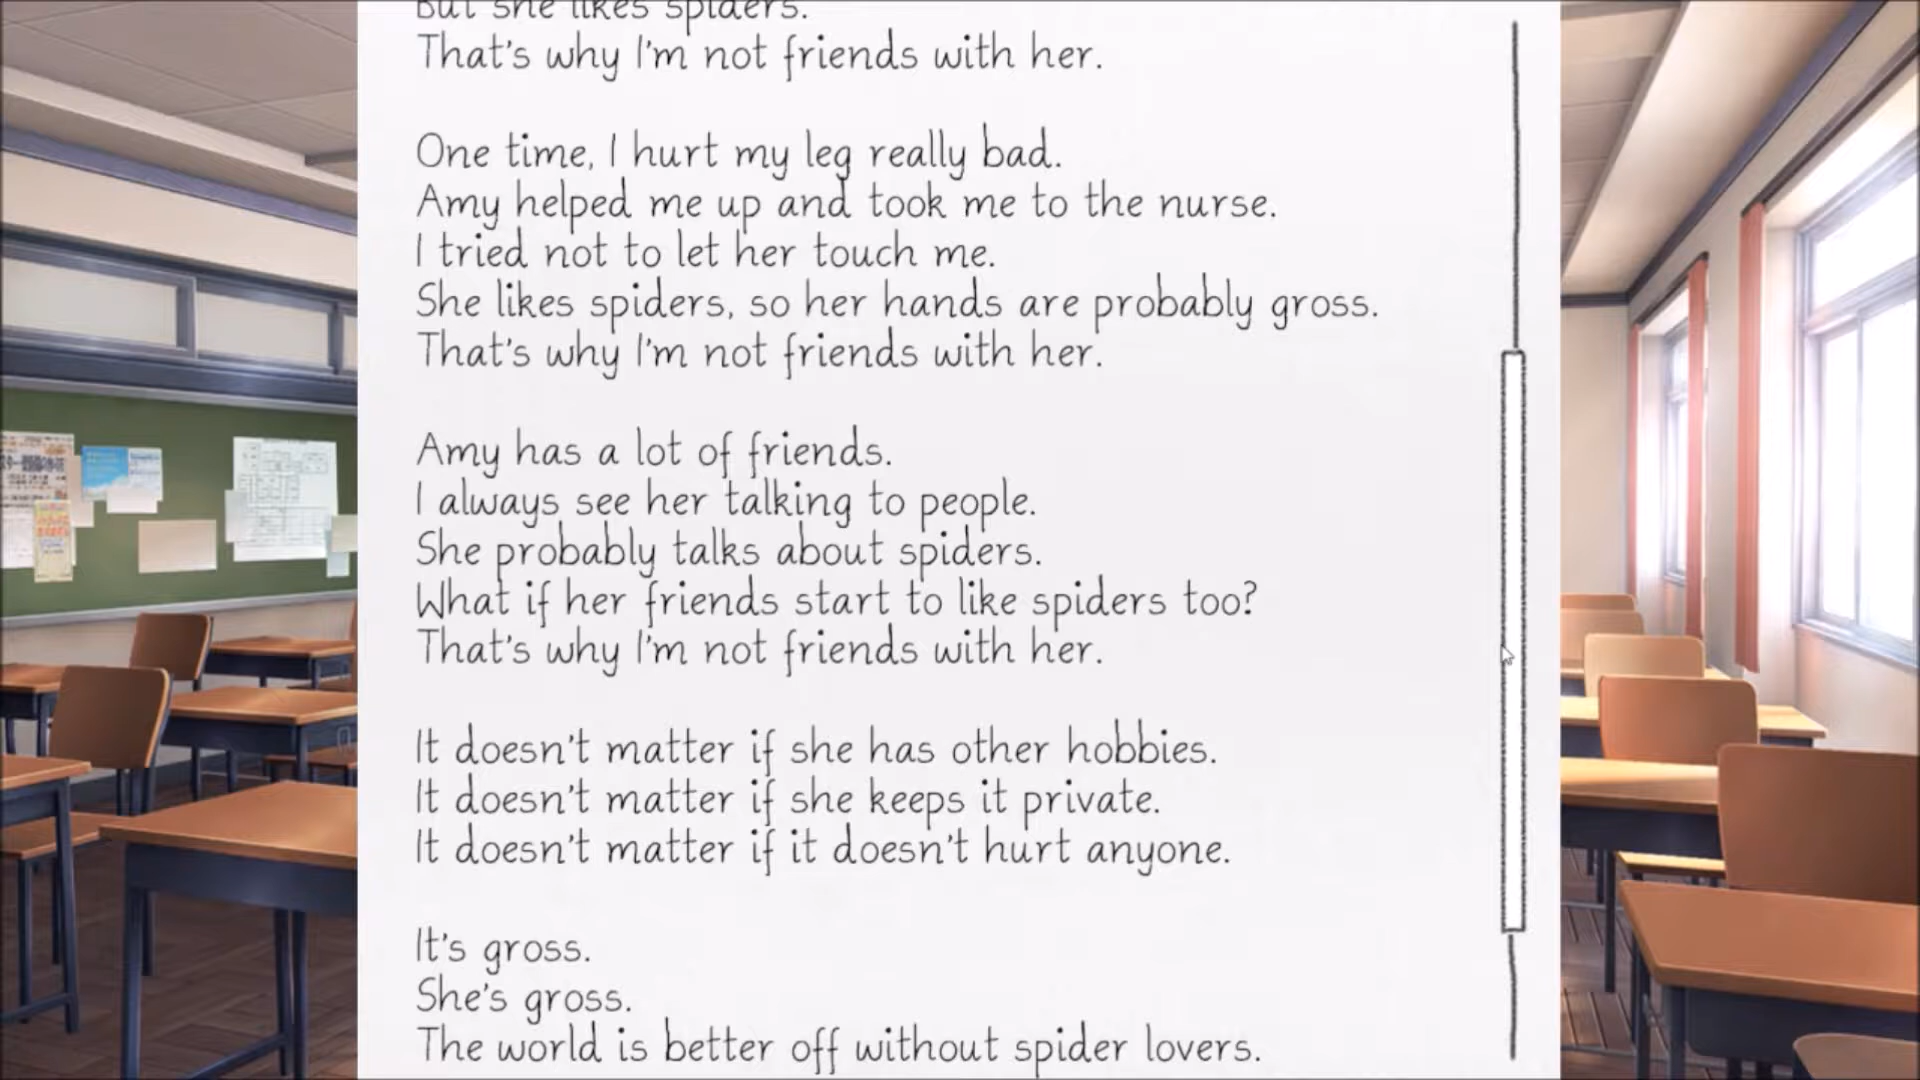 But she likes spiders.
That's why I'm not friends with her.
One time, I hurt my leg really bad.
Amy helped me up and took me to the nurse.
I tried not to let her touch me.
She likes spiders, so her hands are probably gross.
That's why I'm not friends with her.
Amy has a lot of friends.
I always see her talking to people.
She probably talks about spiders.
What if her friends start to like spiders too?
That's why I'm not friends with her.
It doesn't matter if she has other hobbies.
It doesn't matter if she keeps it private.
It doesn't matter if it doesn't hurt anyone.
It's gross.
She's gross.
The world is better off without spider lovers.